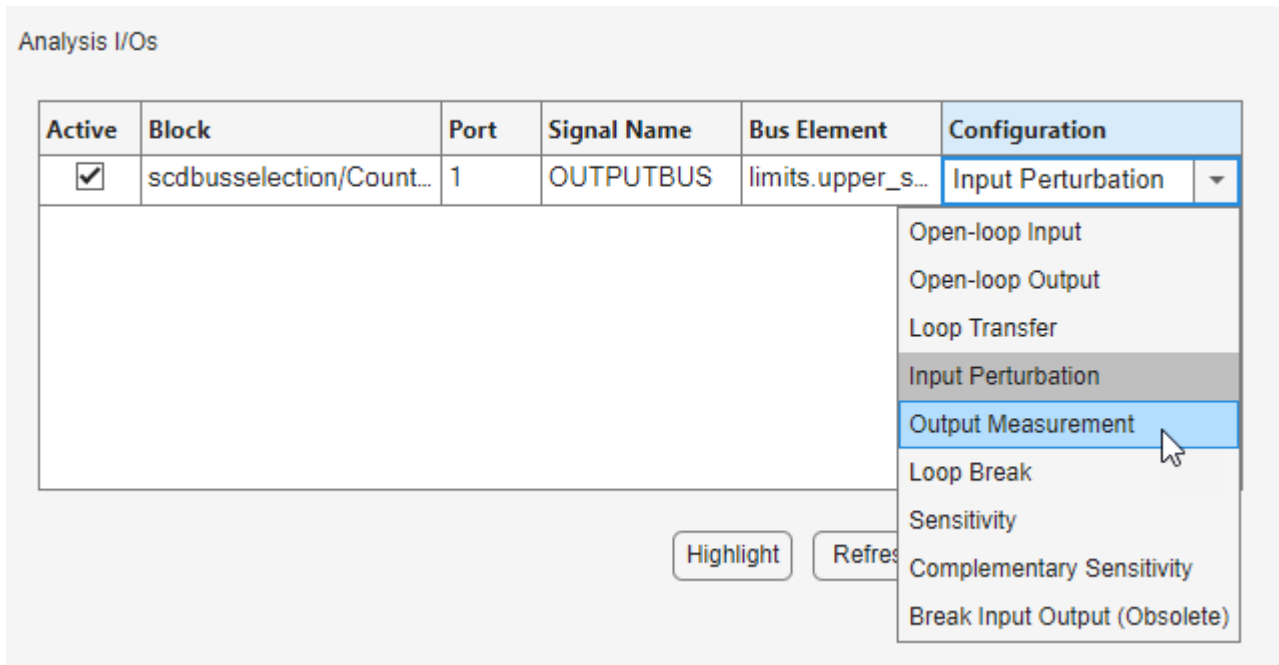 Analysis I/Os
Active Block Port Signal Name Bus Element Configuration
scdbusselection/Count... 1 OUTPUTBUS limits.upper_s... Input Perturbation
Open-loop Input
Open-loop Output
Loop Transfer
Input Perturbation
Output Measurement
Loop Break
Sensitivity
Highlight Refres
Complementary Sensitivity
Break Input Output (Obsolete)